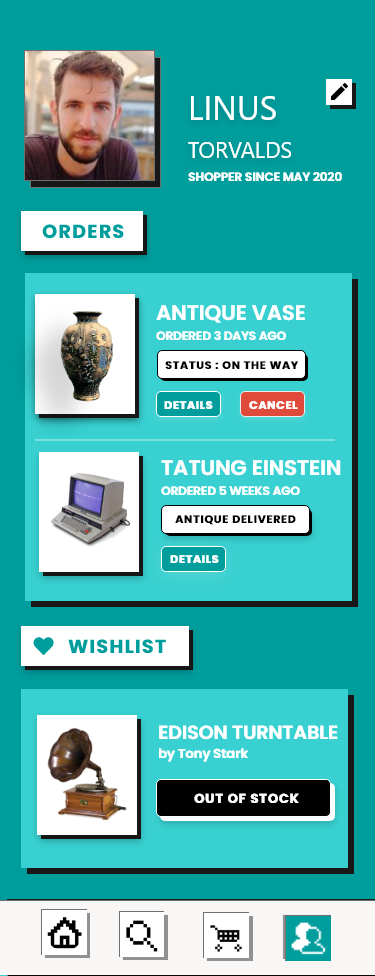 LINUS
TORVALDS
SHOPPER SINCE MAY 2020
ORDERS
ANTIQUE VASE
ORDERED 3 DAYS AGO
STATUS : ON THE WAY
DETAILS
CANCEL
TATUNG EINSTEIN
ORDERED 5 WEEKS AGO
ANTIQUE DELIVERED
DETAILS
WISHLIST
EDISON TURNTABLE
by Tony Stark
OUT OF STOCK